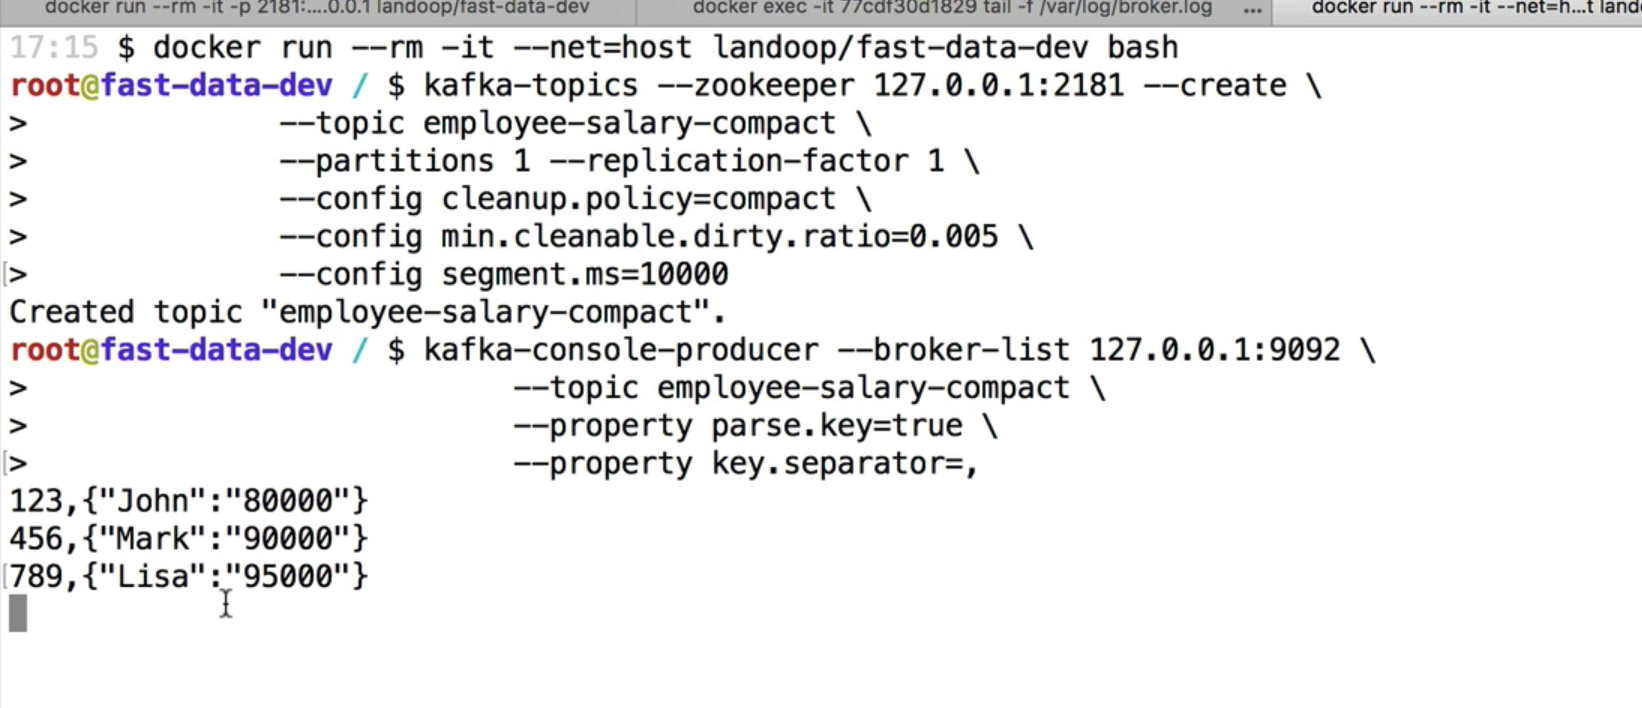 docker run --rm -it -p 2181:....0.0.1 landoop/fast-data-dev
docker exec -it 77cdf30d1829 tail -f /var/log/broker.log
...
docker run --rm -it --net=h...t land
17:15 $ docker run --rm -it --net=host landoop/fast-data-dev bash
root@fast-data-dev / $ kafka-topics --zookeeper 127.0.0.1:2181 --create \
>              --topic employee-salary-compact \
>              --partitions 1 --replication-factor 1 \
>              --config cleanup.policy=compact \
>              --config min.cleanable.dirty.ratio=0.005 \
[>              --config segment.ms=10000
Created topic "employee-salary-compact".
root@fast-data-dev / $ kafka-console-producer --broker-list 127.0.0.1:9092 \
>                           --topic employee-salary-compact \
>                           --property parse.key=true \
[>                           --property key.separator=,
123,{"John":"80000"}
456,{"Mark":"90000"}
[789,{"Lisa":"95000"}